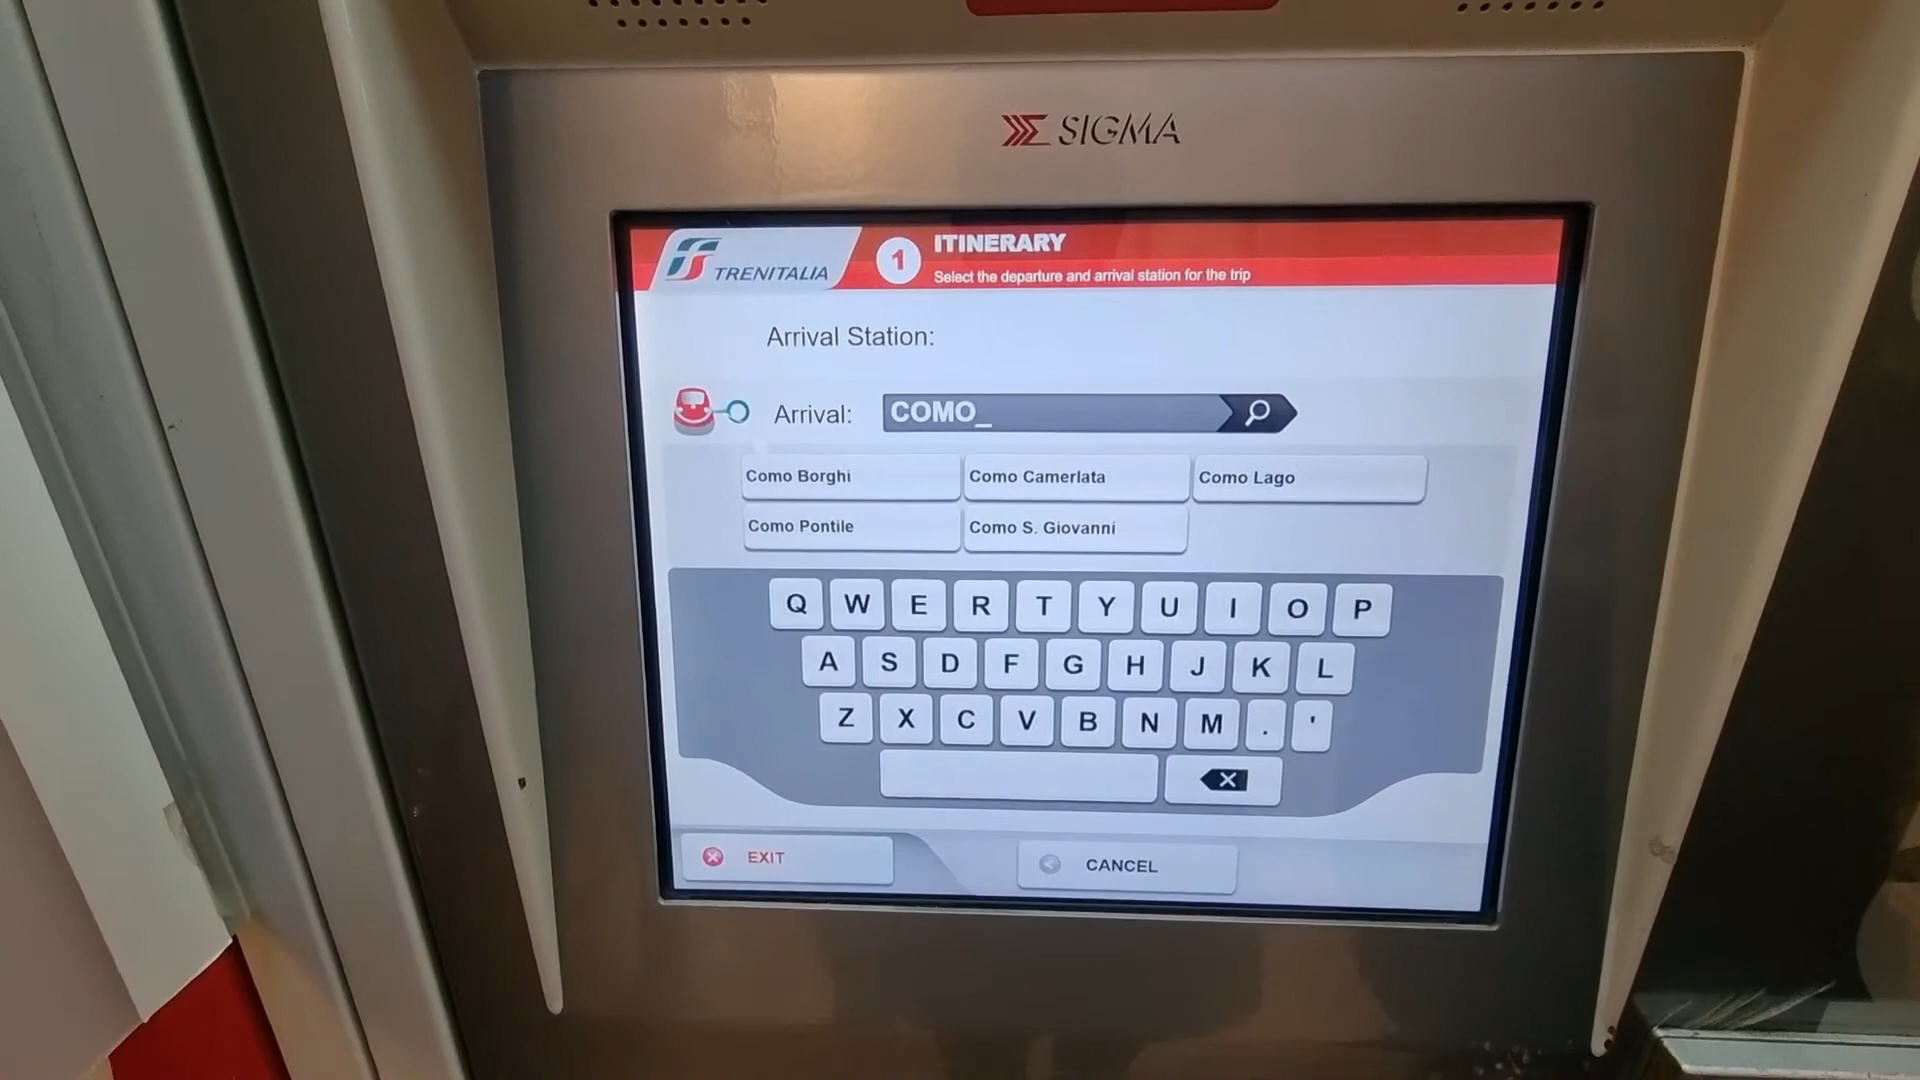 SIGMA
TRENITALIA
1
ITINERARY
Select the departure and arrival station for the trip
Arrival Station:
Arrival: COMO_
Como Borghi Como Camerlata Como Lago
Como Pontile Como S. Giovanni
Q W E R T Y U I O P
A S D F G H J K L
Z X C V B N M . '
EXIT CANCEL